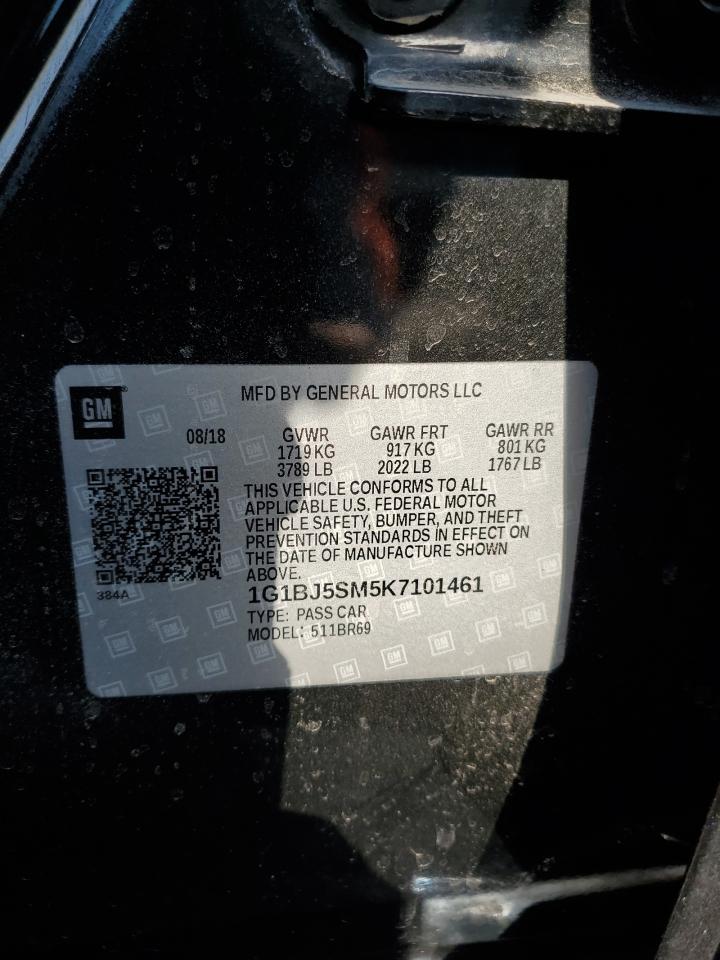 GM
MFD BY GENERAL MOTORS LLC
08/18 GVWR GAWR FRT GAWR RR
1719 KG 917 KG 801 KG
3789 LB 2022 LB 1767 LB
THIS VEHICLE CONFORMS TO ALL
APPLICABLE U.S. FEDERAL MOTOR
VEHICLE SAFETY, BUMPER, AND THEFT
PREVENTION STANDARDS IN EFFECT ON
THE DATE OF MANUFACTURE SHOWN
ABOVE.
384A
1G1BJ5SM5K7101461
TYPE: PASS CAR
MODEL: 511BR69